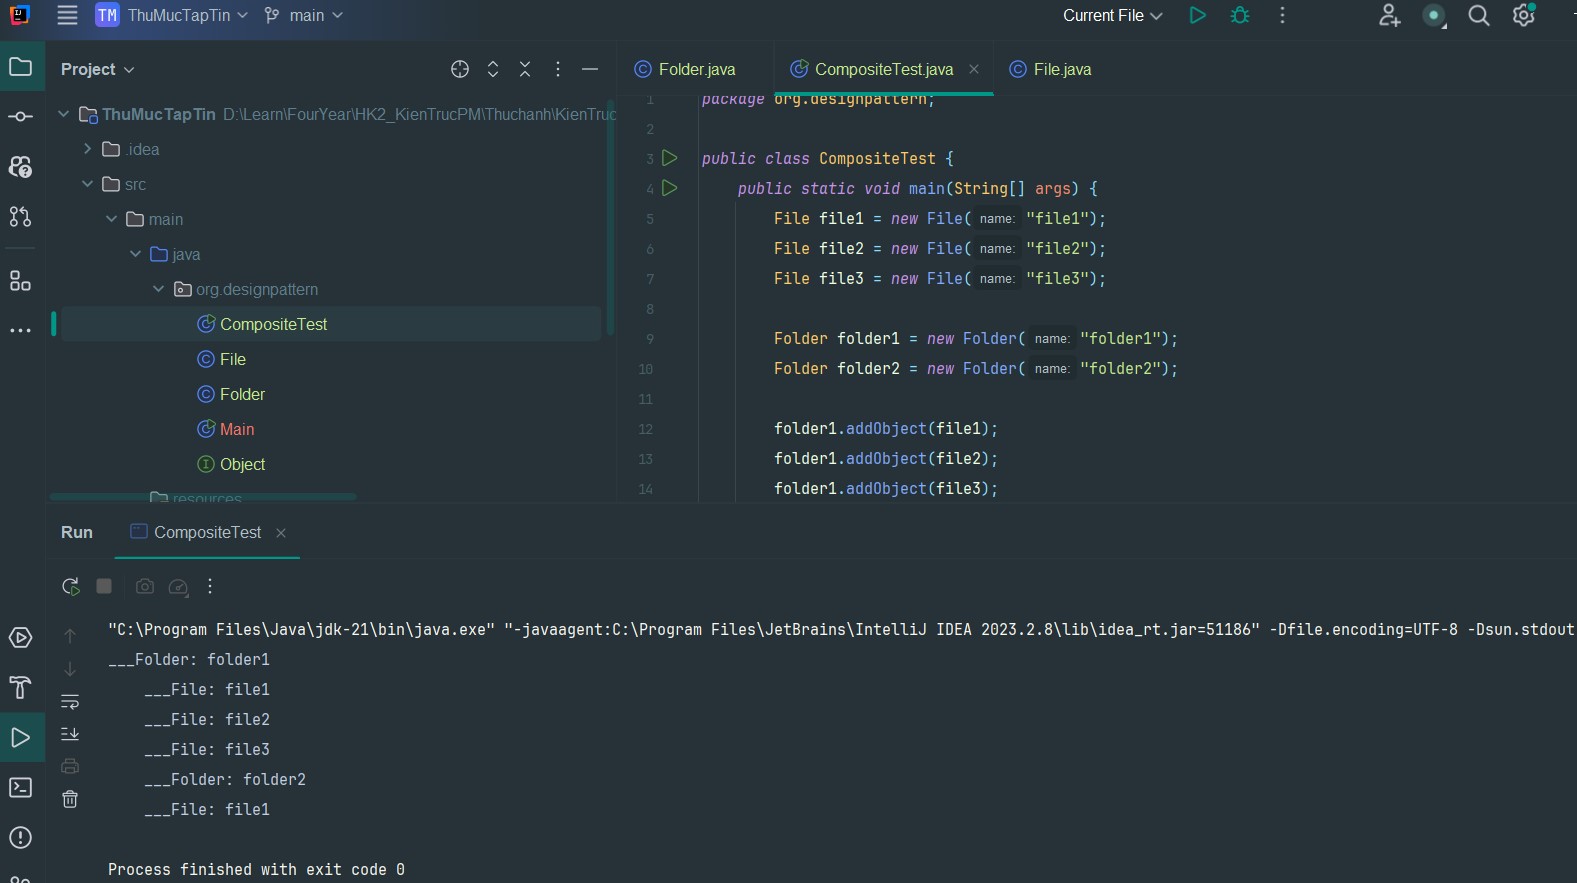 TM ThuMucTapTin main Current File
Project
Folder.java CompositeTest.java File.java
ThuMucTapTin D:\Learn\FourYear\HK2_KienTrucPM\Thuchanh\KienTruc
.idea
src
main
java
org.designpattern
CompositeTest
File
Folder
Main
Object
resources
1 package org.designpattern;
2
3 public class CompositeTest {
4 public static void main(String[] args) {
5 File file1 = new File( name: "file1");
6 File file2 = new File( name: "file2");
7 File file3 = new File( name: "file3");
8
9 Folder folder1 = new Folder( name: "folder1");
10 Folder folder2 = new Folder( name: "folder2");
11
12 folder1.addObject(file1);
13 folder1.addObject(file2);
14 folder1.addObject(file3);
Run CompositeTest
"C:\Program Files\Java\jdk-21\bin\java.exe" "-javaagent:C:\Program Files\JetBrains\IntelliJ IDEA 2023.2.8\lib\idea_rt.jar=51186" -Dfile.encoding=UTF-8 -Dsun.stdout
___Folder: folder1
___File: file1
___File: file2
___File: file3
___Folder: folder2
___File: file1
Process finished with exit code 0